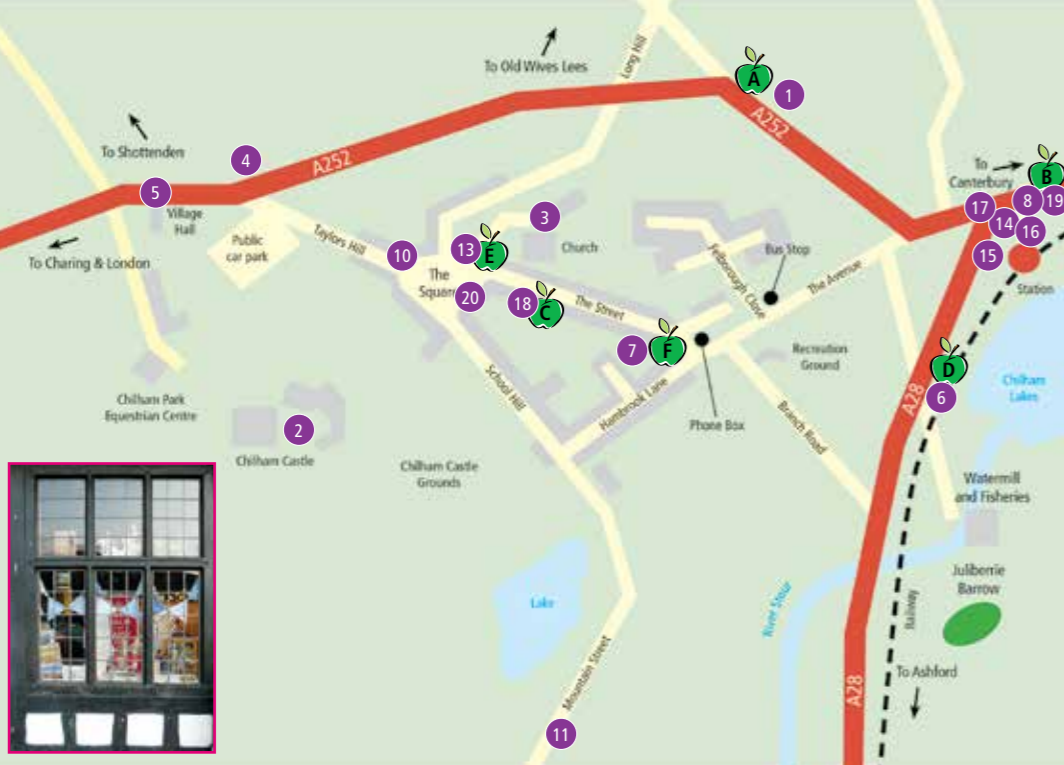 To Old Wives Lees
Long Hill
A
1
A252
To Shottenden
4
A252
5
Village
Hall
To
Canterbury
B
17
8
19
14
16
15
Station
To Charing & London
Public
car park
Taylors Hill
10
The
Square
13
E
3
Church
20
18
C
The Street
Felborough Close
Bus Stop
The Avenue
7
F
Hambrook Lane
Phone Box
Recreation
Ground
Branch Road
D
6
A28
Chilham
Lakes
School Hill
Chilham Park
Equestrian Centre
2
Chilham Castle
Chilham Castle
Grounds
Watermill
and Fisheries
Juliberrie
Barrow
Lake
River Stour
Railway
To Ashford
Mountain Street
11
A28